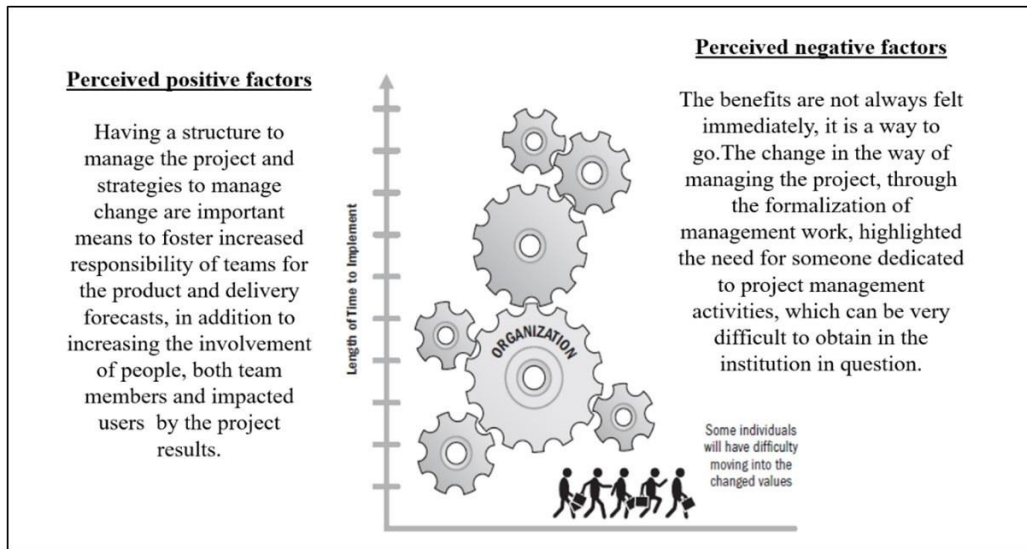 Perceived positive factors
Having a structure to
manage the project and
strategies to manage
change are important
means to foster increased
responsibility of teams for
the product and delivery
forecasts, in addition to
increasing the involvement
of people, both team
members and impacted
users by the project
results.
Length of Time to Implement
ORGANIZATION
Perceived negative factors
The benefits are not always felt
immediately, it is a way to
go.The change in the way of
managing the project, through
the formalization of
management work, highlighted
the need for someone dedicated
to project management
activities, which can be very
difficult to obtain in the
institution in question.
Some individuals
will have difficulty
moving into the
changed values